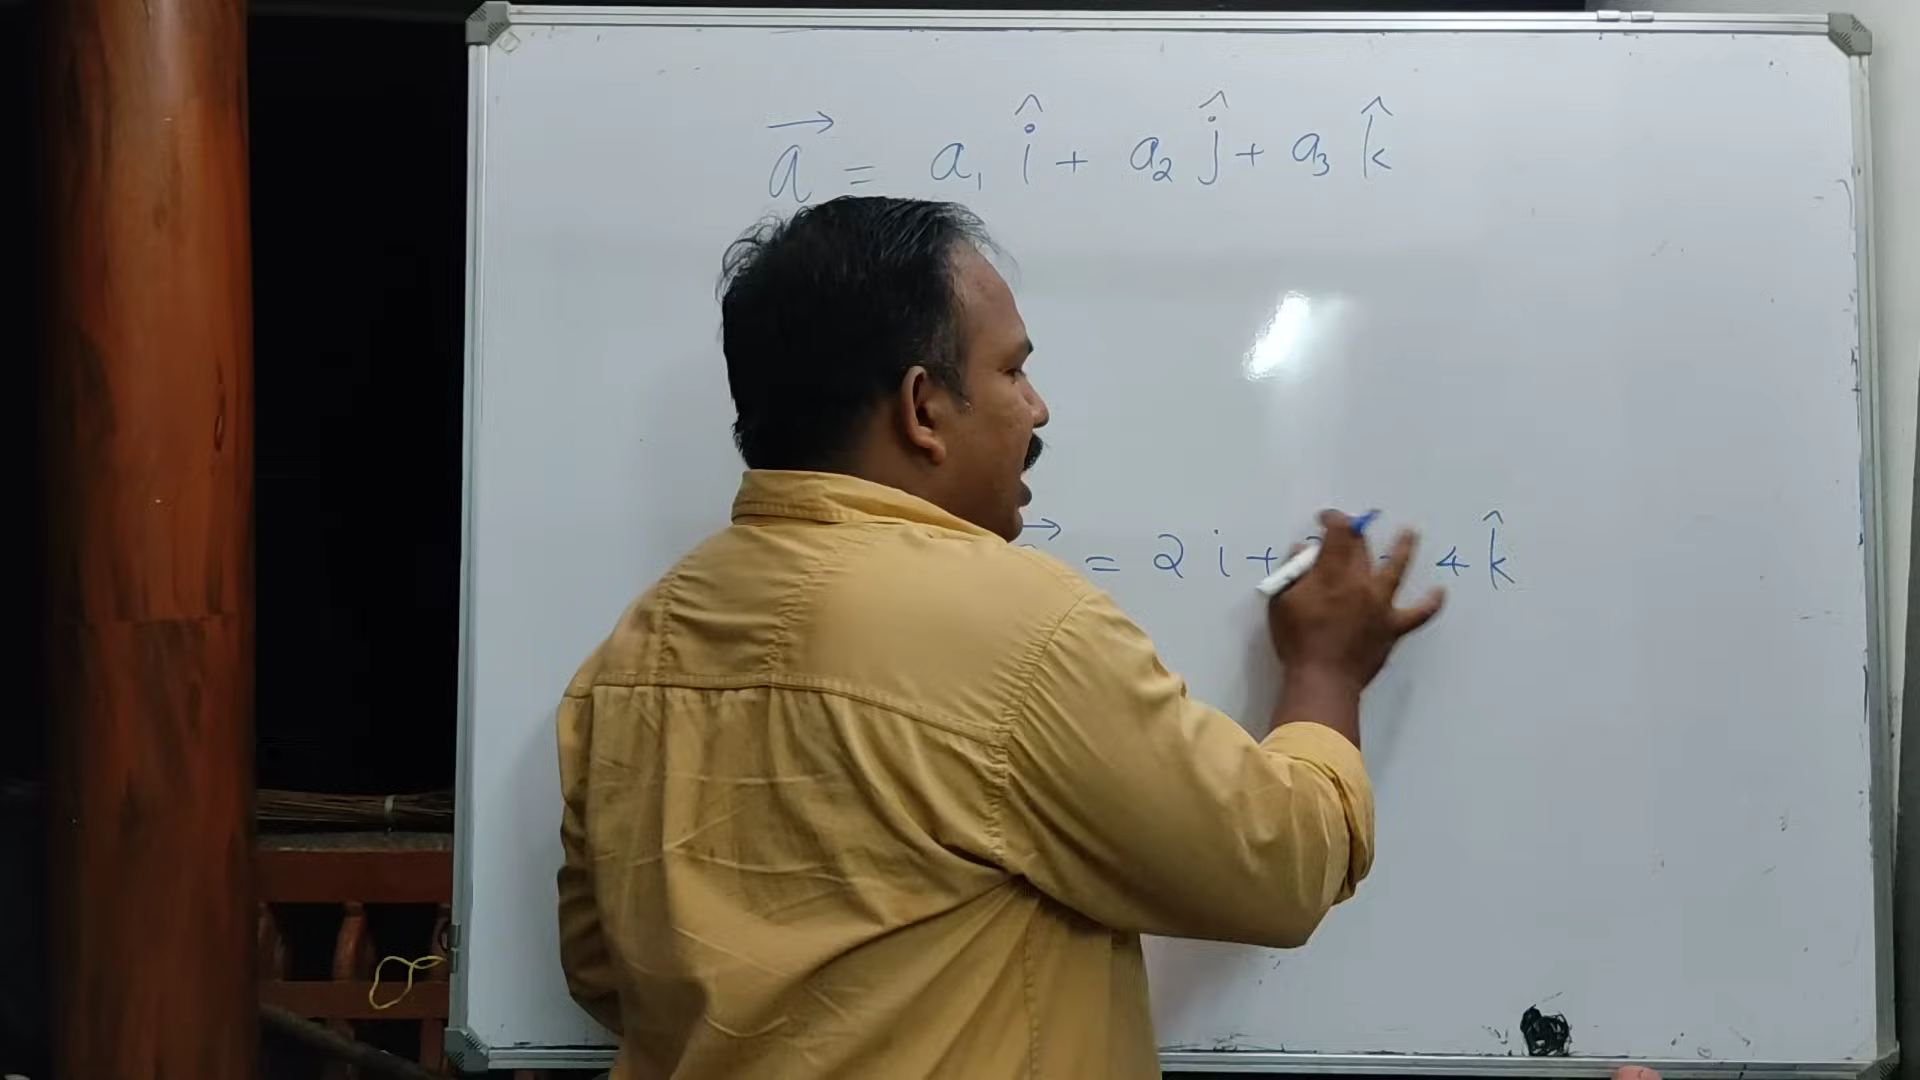 →a = a₁ î + a₂ ĵ + a₃ k̂
→ = 2 i + 4 k̂